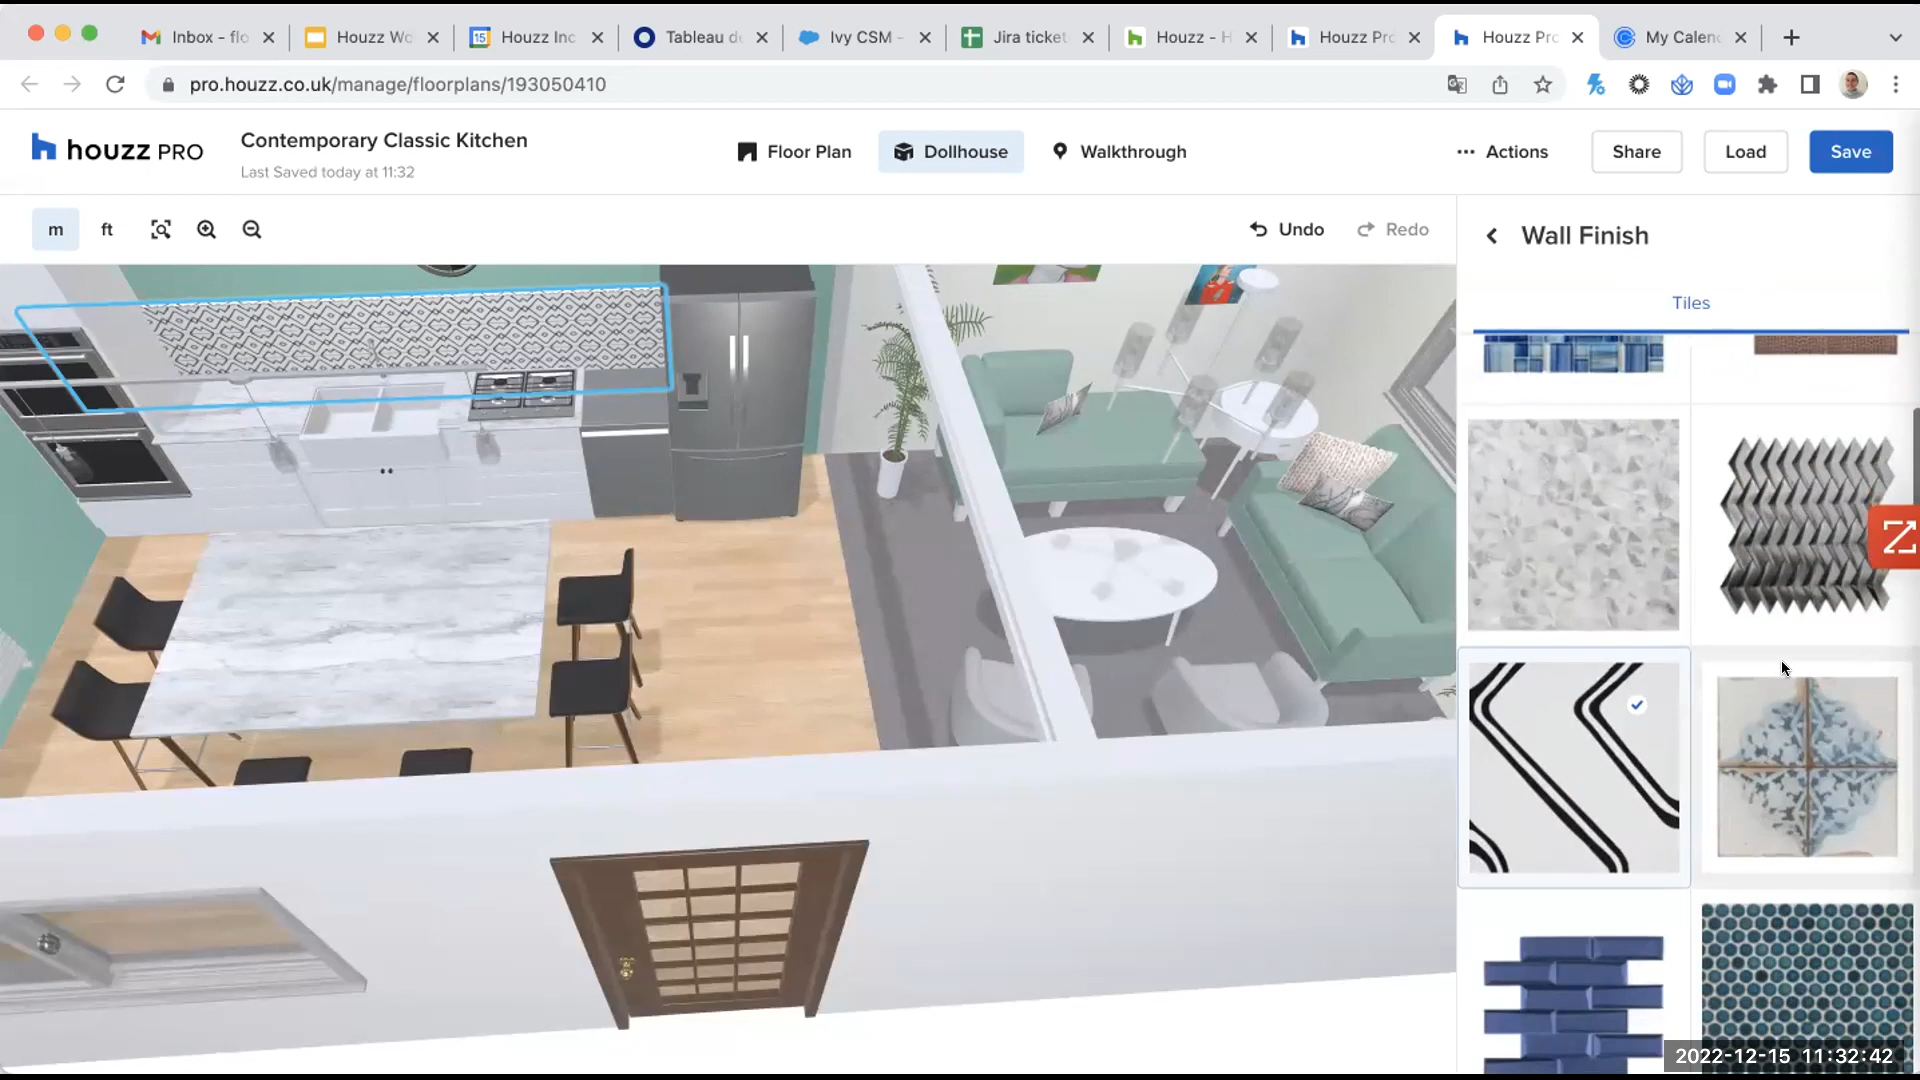 Inbox - flo
Houzz Wo
15
Houzz Inc
Tableau de
Ivy CSM -
Jira ticket
Houzz - H
Houzz Pro
Houzz Pro
My Calend
pro.houzz.co.uk/manage/floorplans/193050410
houzz PRO
Contemporary Classic Kitchen
Last Saved today at 11:32
Floor Plan
Dollhouse
Walkthrough
Actions
Share
Load
Save
m
ft
Undo
Redo
Wall Finish
Tiles
2022-12-15 11:32:42